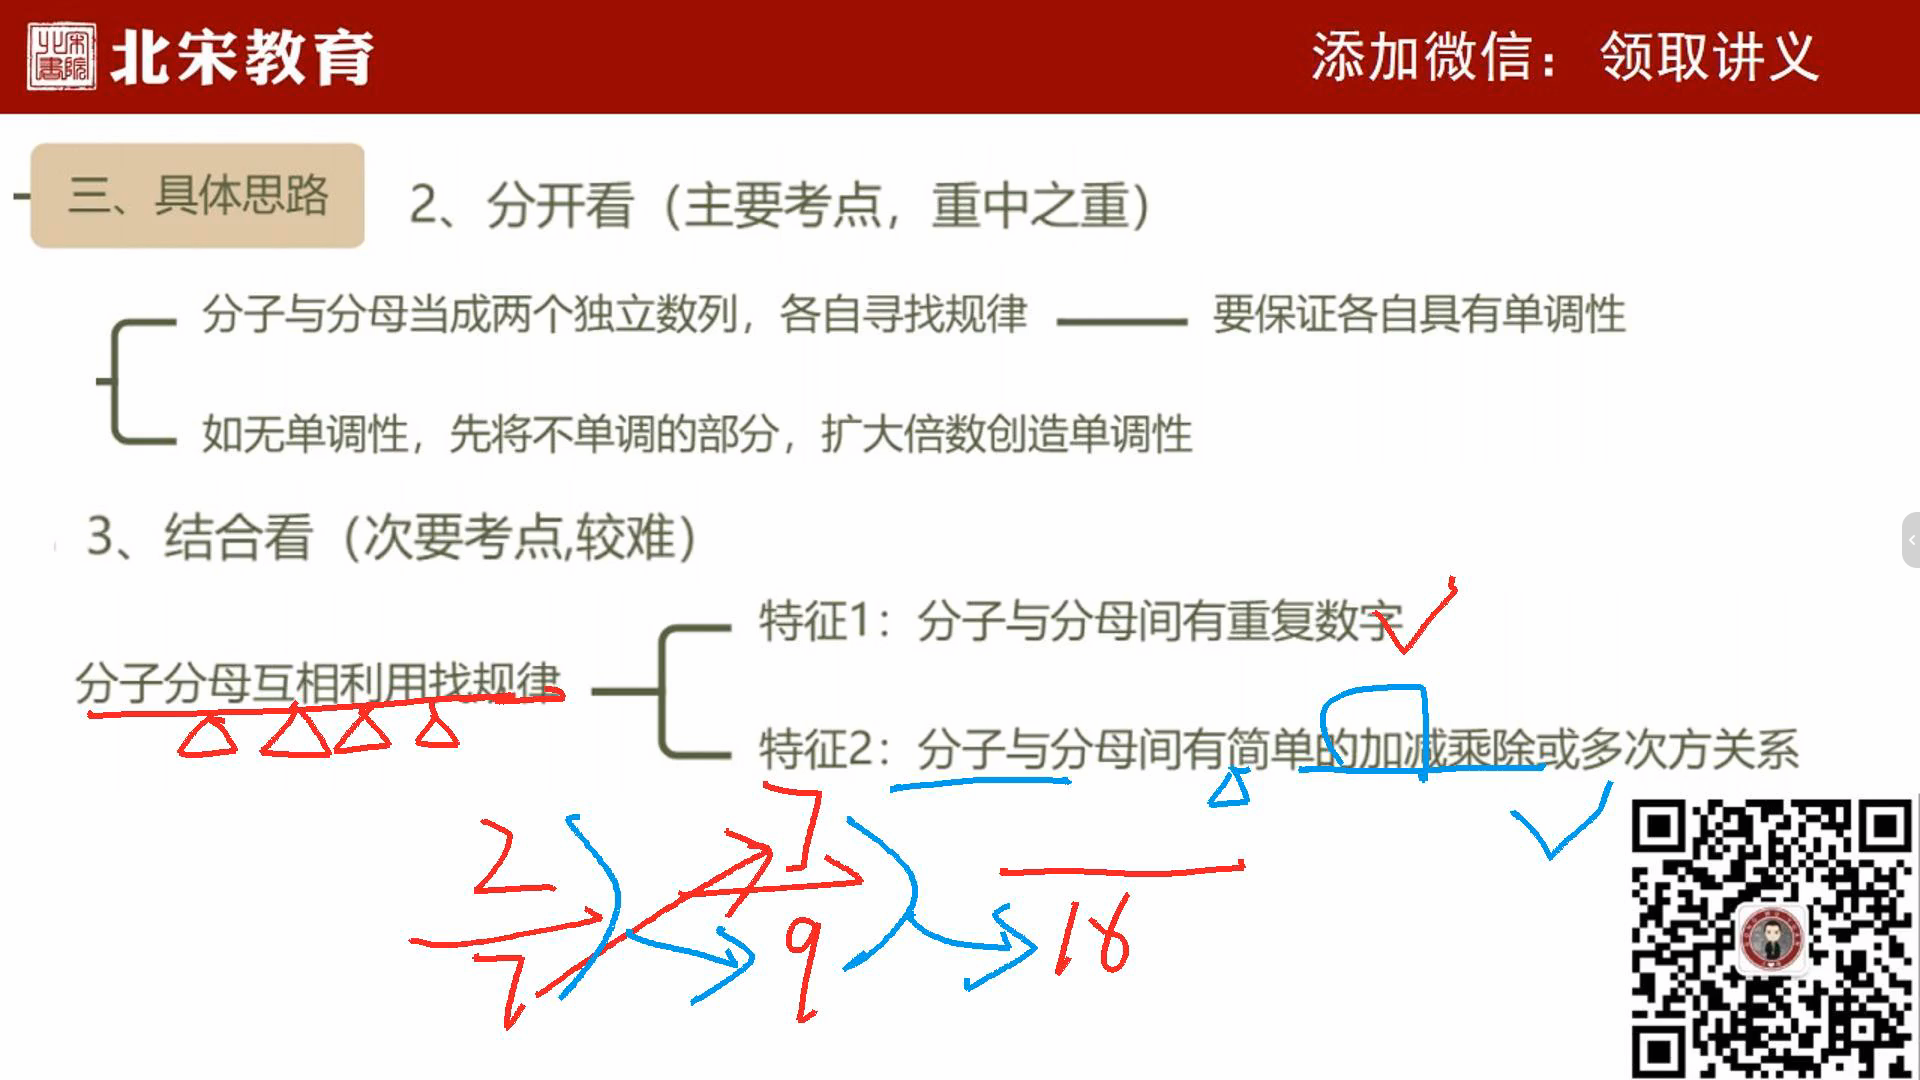 北宋教育
添加微信：领取讲义
三、具体思路
2、分开看（主要考点，重中之重）
分子与分母当成两个独立数列，各自寻找规律
要保证各自具有单调性
如无单调性，先将不单调的部分，扩大倍数创造单调性
3、结合看（次要考点,较难）
特征1：分子与分母间有重复数字
分子分母互相利用找规律
特征2：分子与分母间有简单的加减乘除或多次方关系
2 7
7 9 16